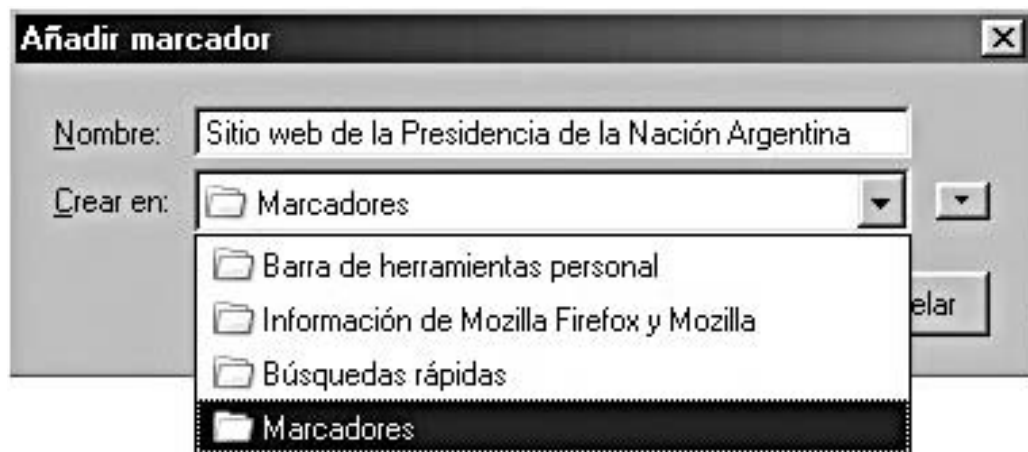 Añadir marcador
Nombre: Sitio web de la Presidencia de la Nación Argentina
Crear en: Marcadores
Barra de herramientas personal
Información de Mozilla Firefox y Mozilla
elar
Búsquedas rápidas
Marcadores